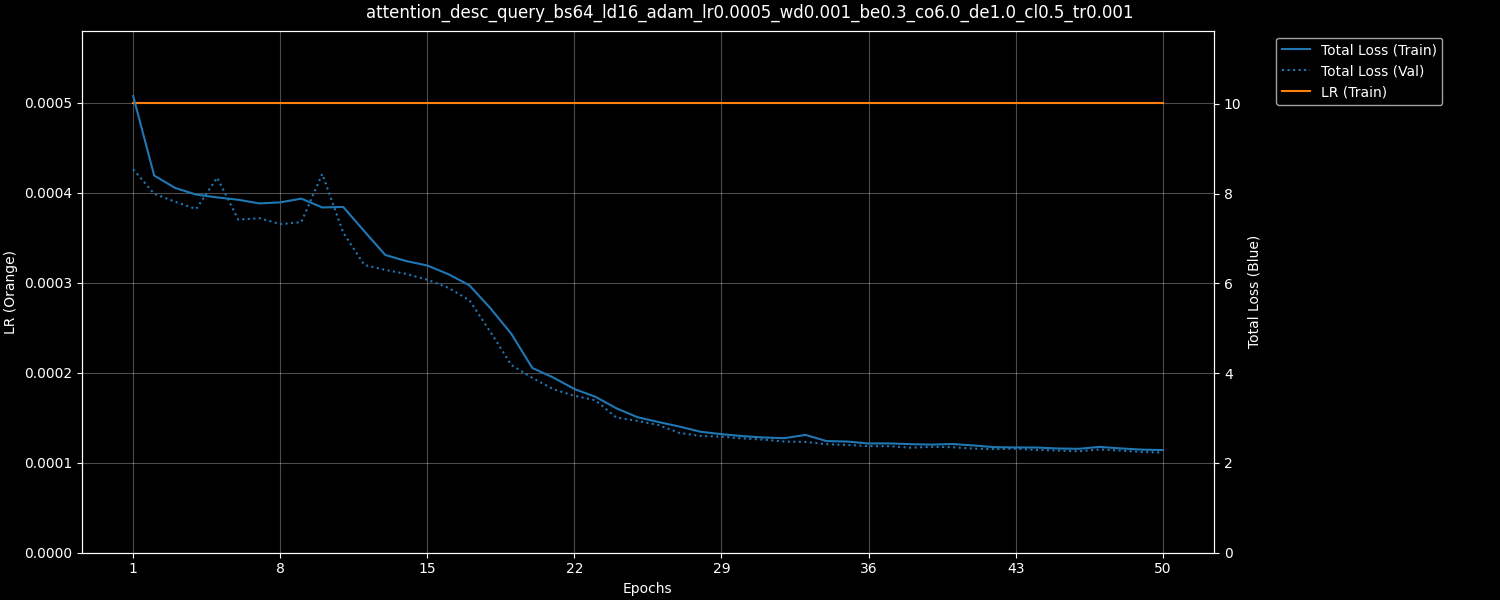 attention_desc_query_bs64_ld16_adam_lr0.0005_wd0.001_be0.3_co6.0_de1.0_cl0.5_tr0.001
Total Loss (Train)
Total Loss (Val)
LR (Train)
LR (Orange)
0.0005
0.0004
0.0003
0.0002
0.0001
0.0000
10
8
6
4
2
0
Total Loss (Blue)
1 8 15 22 29 36 43 50
Epochs